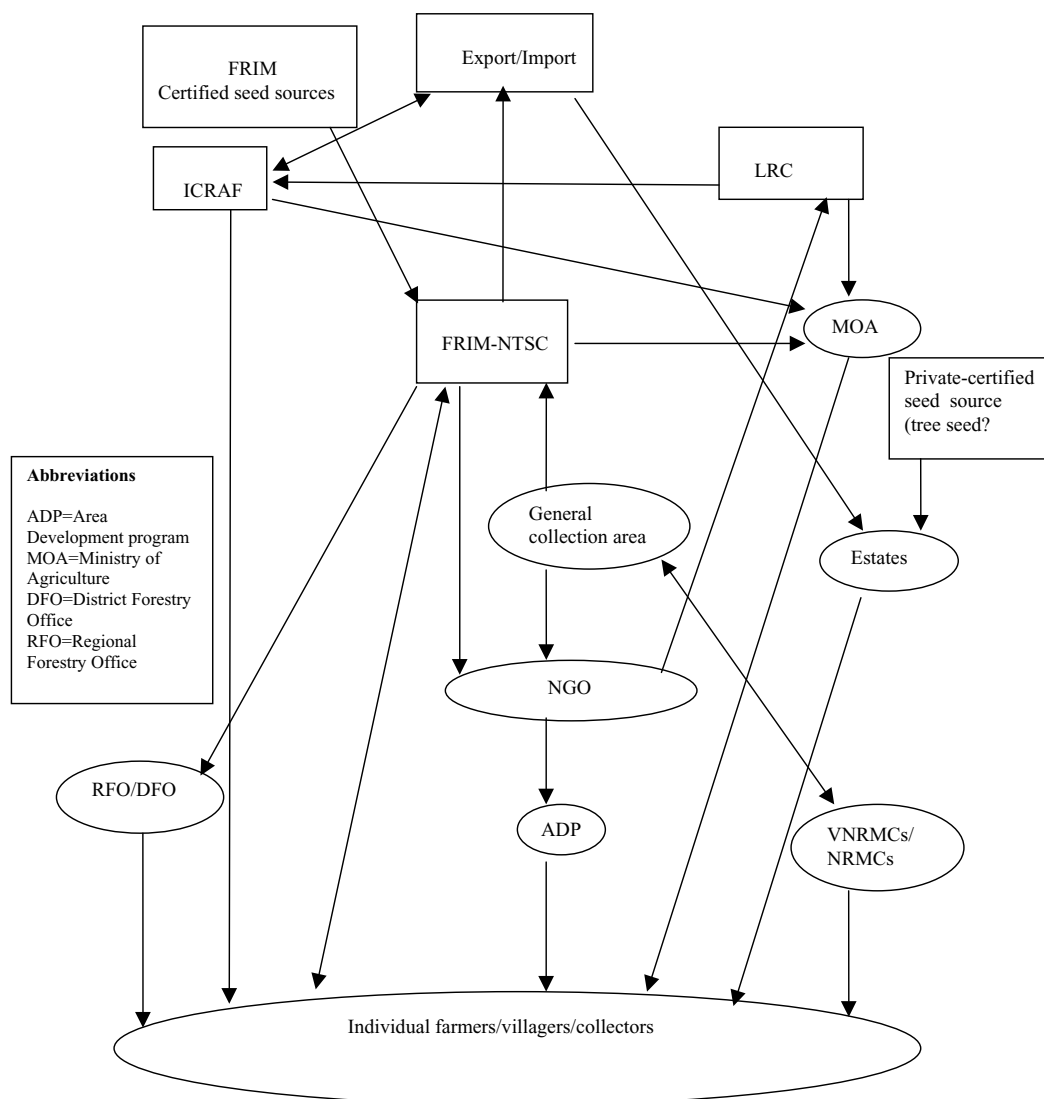 Export/Import
FRIM
Certified seed sources
LRC
ICRAF
MOA
FRIM-NTSC
Private-certified
seed source
(tree seed?
Abbreviations
ADP=Area
Development program
MOA=Ministry of
Agriculture
DFO=District Forestry
Office
RFO=Regional
Forestry Office
General
collection area
Estates
NGO
RFO/DFO
ADP
VNRMCs/
NRMCs
Individual farmers/villagers/collectors